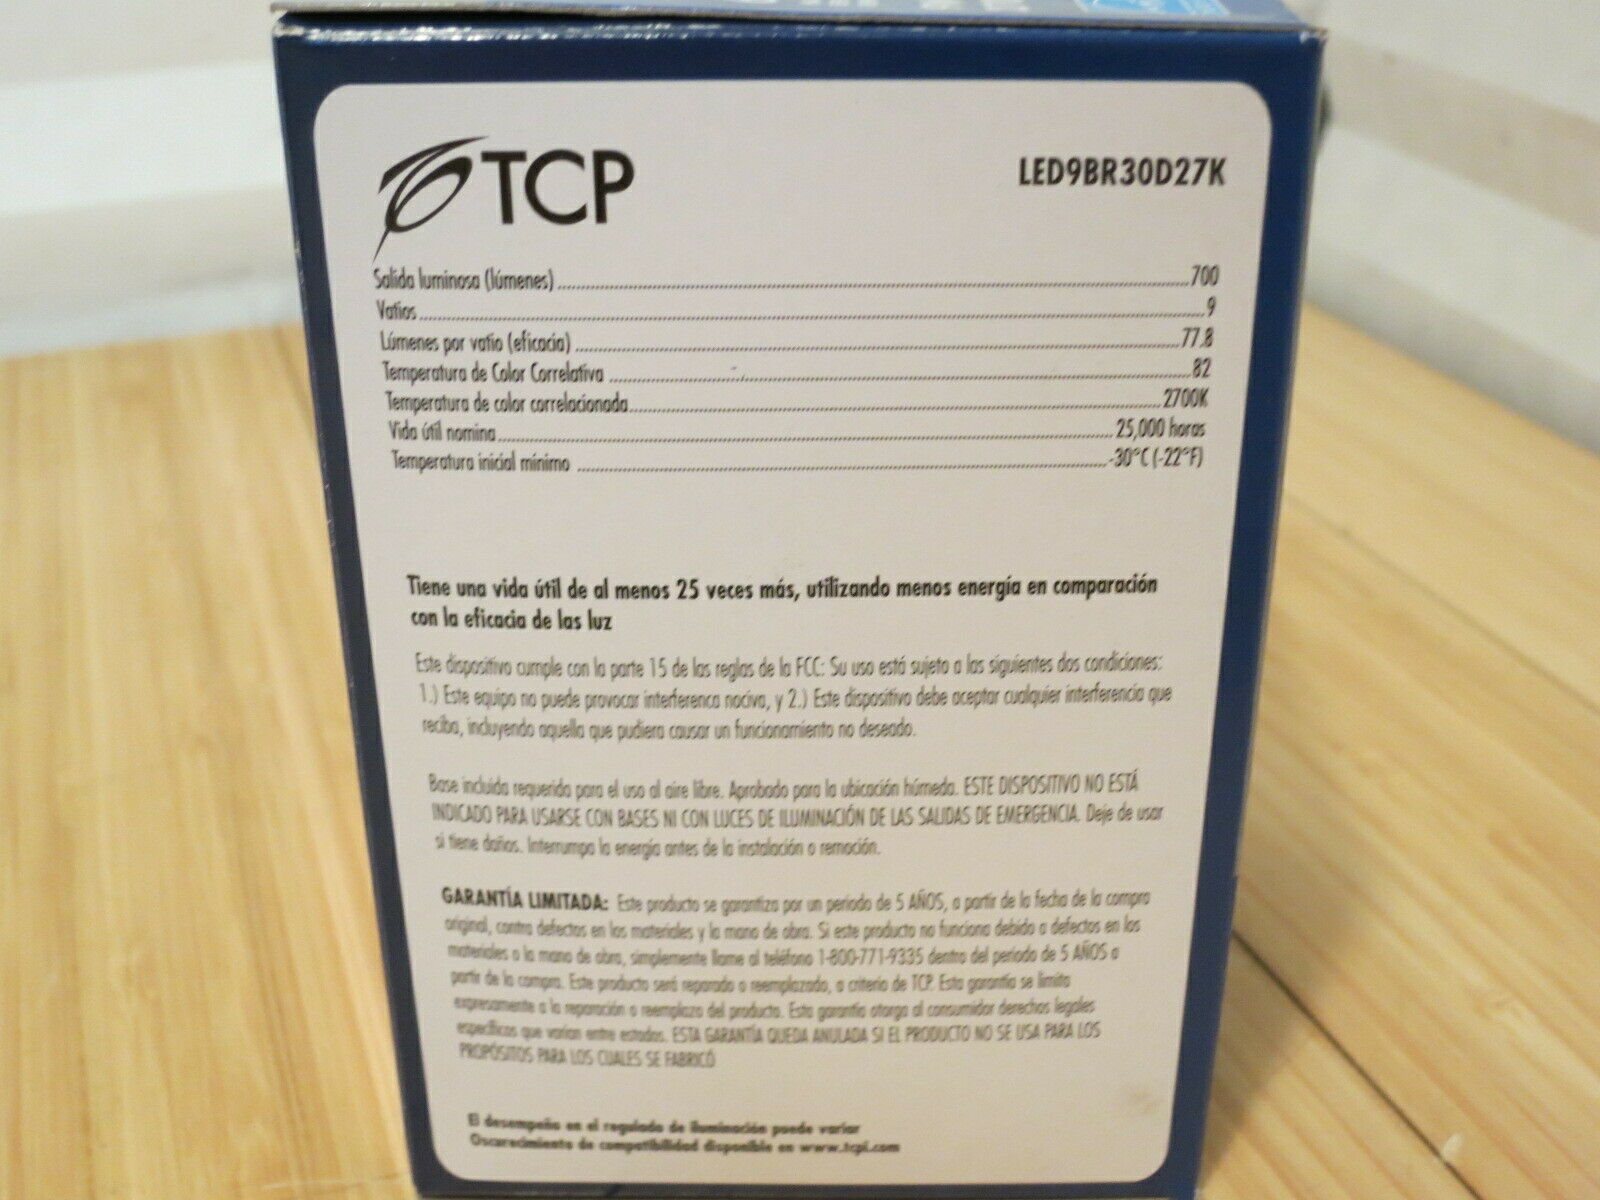 TCP
LED9BR30D27K
Salida luminosa (lúmenes) 700
Vatios 9
Lúmenes por vatio (eficacia) 77.8
Temperatura de Color Correlativa 82
Temperatura de color correlacionada 2700K
Vida útil nomina 25,000 horas
Temperatura inicial mínimo -30°C (-22°F)
Tiene una vida útil de al menos 25 veces más, utilizando menos energía en comparación
con la eficacia de las luz
Este dispositivo cumple con la parte 15 de las reglas de la FCC: Su uso está sujeto a las siguientes dos condiciones:
1.) Este equipo no puede provocar interferenca nociva, y 2.) Este dispositivo debe aceptar cualquier interferencia que
reciba, incluyendo aquella que pudiera causar un funcionamiento no deseado.
Base incluida requerida para el uso al aire libre. Aprobado para la ubicación húmeda. ESTE DISPOSITIVO NO ESTÁ
INDICADO PARA USARSE CON BASES NI CON LUCES DE ILUMINACIÓN DE LAS SALIDAS DE EMERGENCIA. Deje de usar
si tiene daños. Interrumpa la energía antes de la instalación o remoción.
GARANTÍA LIMITADA: Este producto se garantiza por un periodo de 5 AÑOS, a partir de la fecha de la compra
original, contra defectos en los materiales y la mano de obra. Si este producto no funciona debido a defectos en los
materiales o la mano de obra, simplemente llame al teléfono 1-800-771-9335 dentro del periodo de 5 AÑOS a
partir de la compra. Este producto será reparado o reemplazado, a criterio de TCP. Esta garantía se limita
expresamente a la reparación o reemplazo del producto. Esta garantía otorga al consumidor derechos legales
específicos que varían entre estados. ESTA GARANTÍA QUEDA ANULADA SI EL PRODUCTO NO SE USA PARA LOS
PROPÓSITOS PARA LOS CUALES SE FABRICÓ
El desempeño en el regulado de iluminación puede variar
Oscurecimiento de compatibilidad disponible en www.tcpi.com